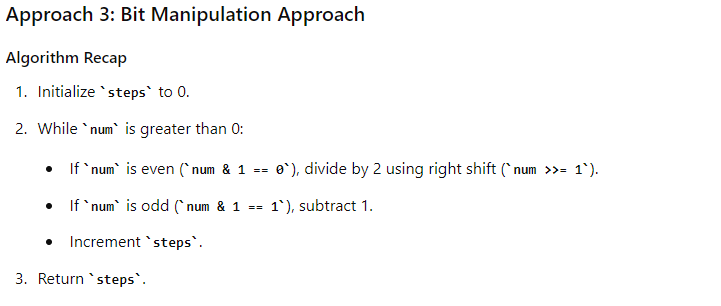 Approach 3: Bit Manipulation Approach
Algorithm Recap
1. Initialize `steps` to 0.
2. While `num` is greater than 0:
• If `num` is even (`num & 1 == 0`), divide by 2 using right shift (`num >>= 1`).
• If `num` is odd (`num & 1 == 1`), subtract 1.
• Increment `steps`.
3. Return `steps`.